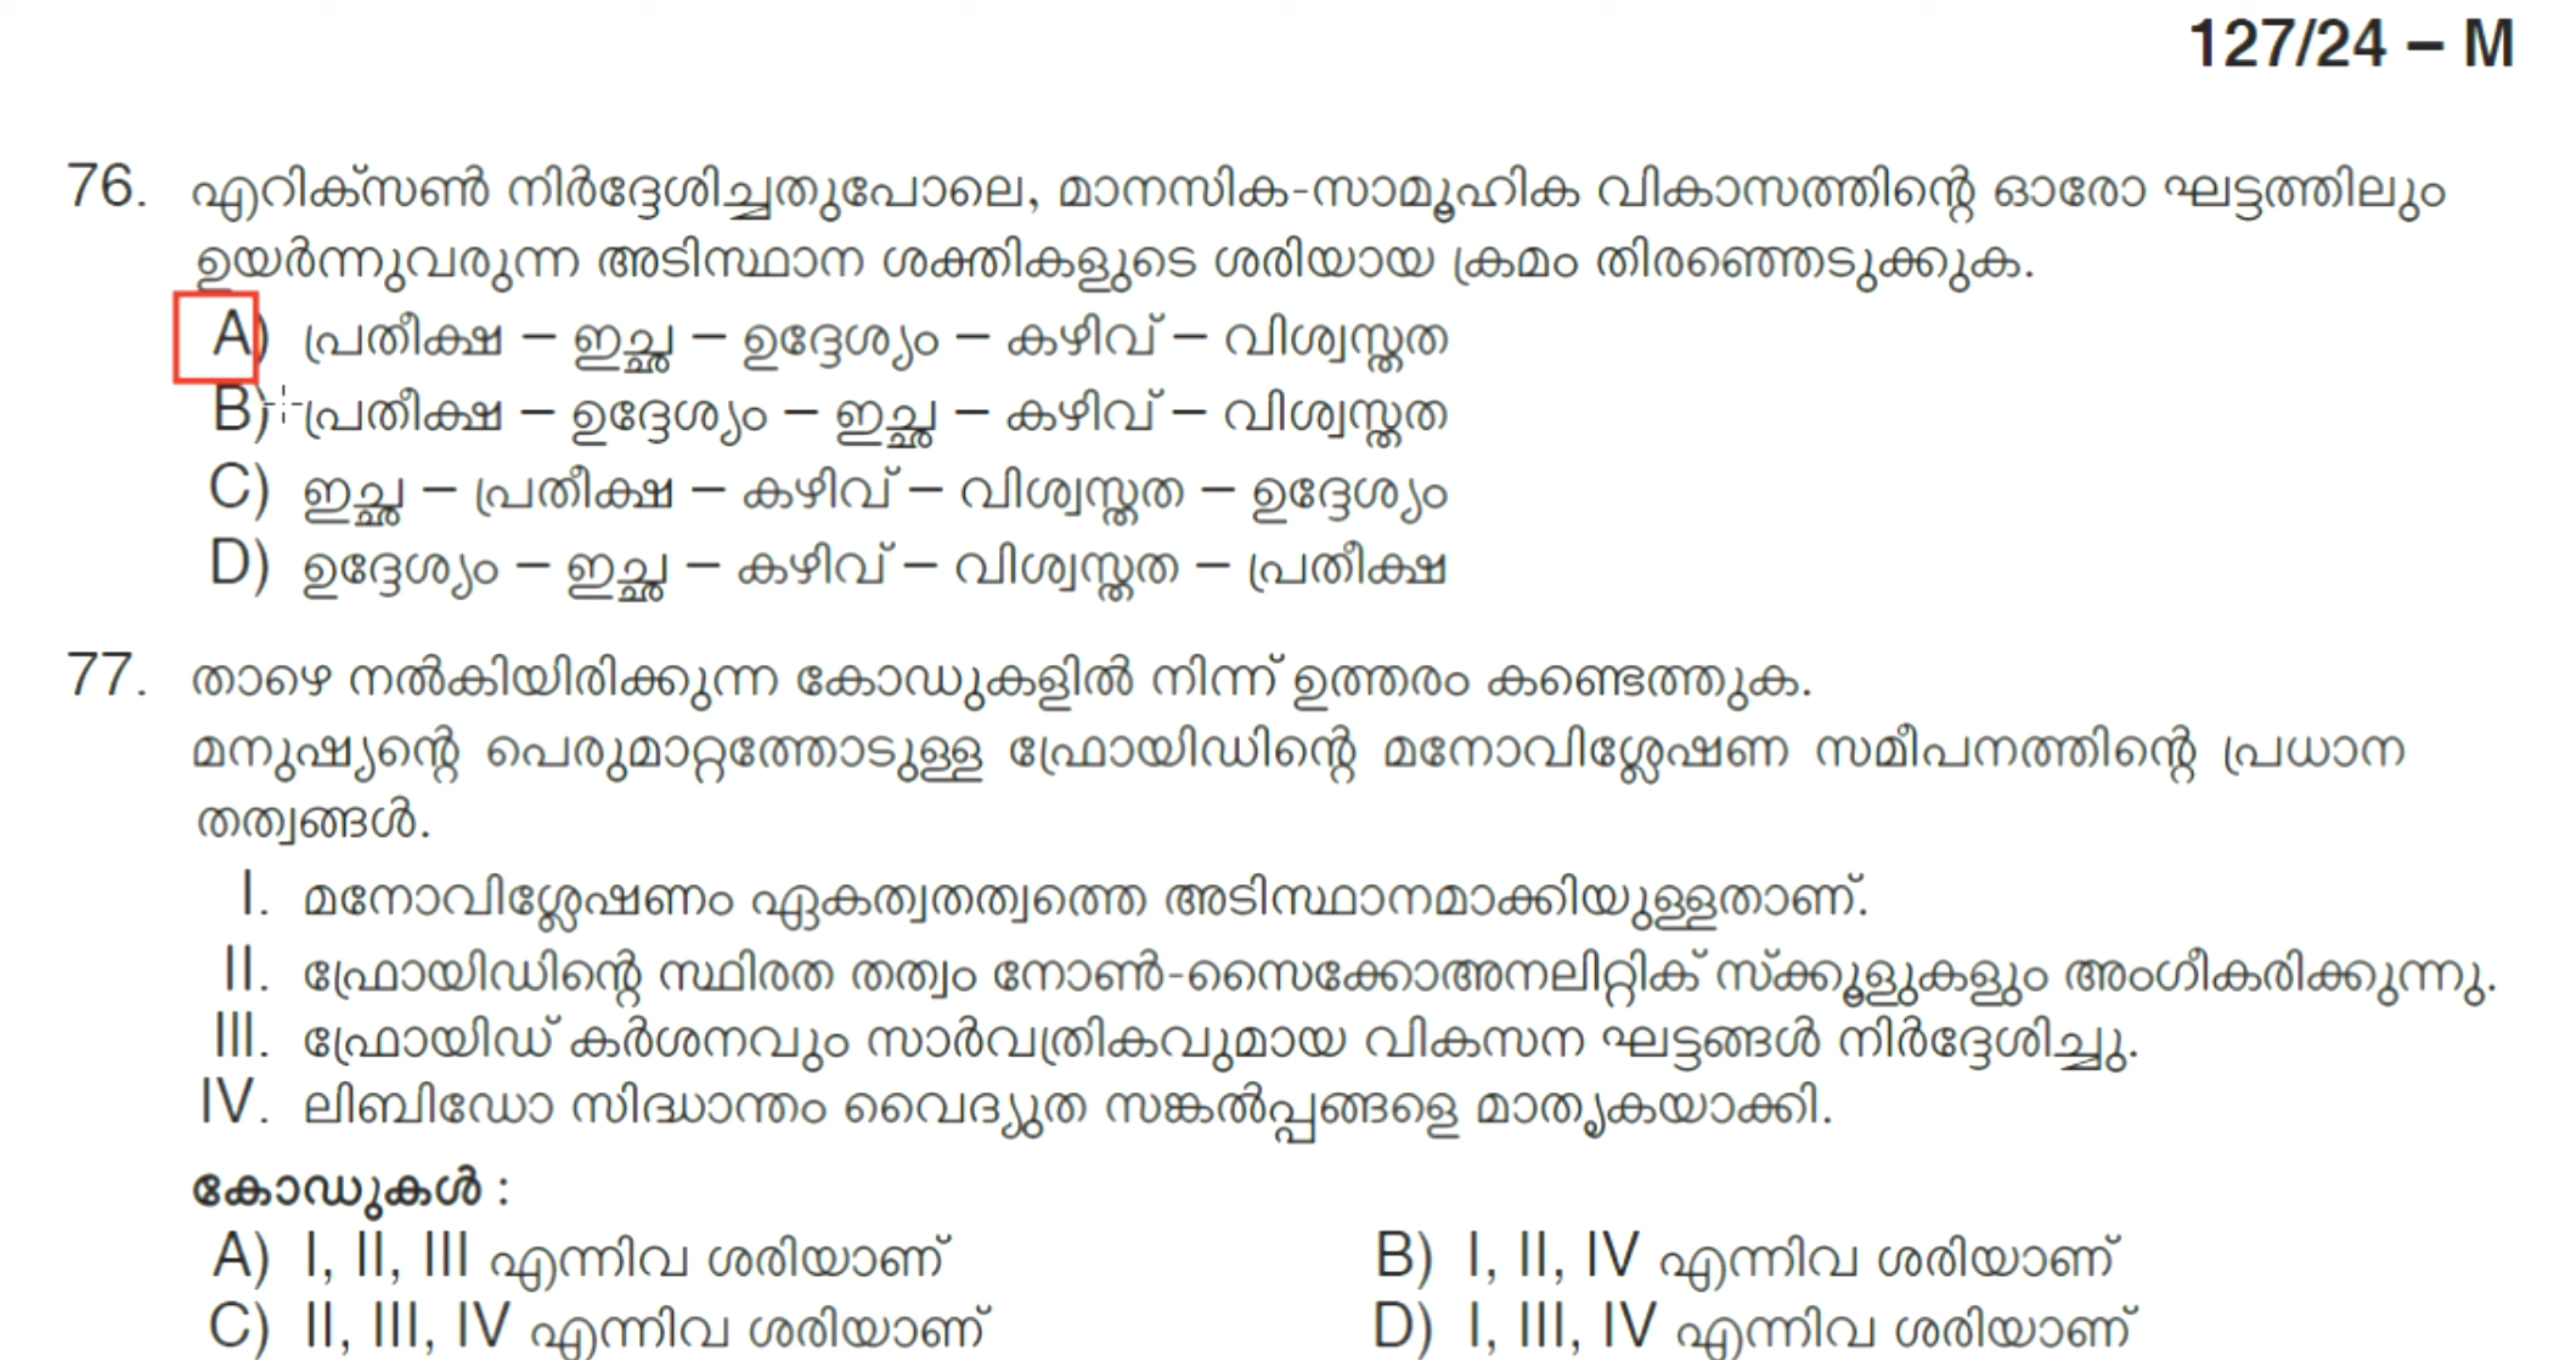 127/24 – M
76. എറിക്സൺ നിർദ്ദേശിച്ചതുപോലെ, മാനസിക-സാമൂഹിക വികാസത്തിന്റെ ഓരോ ഘട്ടത്തിലും
ഉയർന്നുവരുന്ന അടിസ്ഥാന ശക്തികളുടെ ശരിയായ ക്രമം തിരഞ്ഞെടുക്കുക.
A) പ്രതീക്ഷ – ഇച്ഛ – ഉദ്ദേശ്യം – കഴിവ് – വിശ്വസ്തത
B) പ്രതീക്ഷ – ഉദ്ദേശ്യം – ഇച്ഛ – കഴിവ് – വിശ്വസ്തത
C) ഇച്ഛ – പ്രതീക്ഷ – കഴിവ് – വിശ്വസ്തത – ഉദ്ദേശ്യം
D) ഉദ്ദേശ്യം – ഇച്ഛ – കഴിവ് – വിശ്വസ്തത – പ്രതീക്ഷ
77. താഴെ നൽകിയിരിക്കുന്ന കോഡുകളിൽ നിന്ന് ഉത്തരം കണ്ടെത്തുക.
മനുഷ്യന്റെ പെരുമാറ്റത്തോടുള്ള ഫ്രോയിഡിന്റെ മനോവിശ്ലേഷണ സമീപനത്തിന്റെ പ്രധാന
തത്വങ്ങൾ.
I. മനോവിശ്ലേഷണം ഏകത്വതത്വത്തെ അടിസ്ഥാനമാക്കിയുള്ളതാണ്.
II. ഫ്രോയിഡിന്റെ സ്ഥിരത തത്വം നോൺ-സൈക്കോഅനലിറ്റിക് സ്ക്കൂളുകളും അംഗീകരിക്കുന്നു.
III. ഫ്രോയിഡ് കർശനവും സാർവത്രികവുമായ വികസന ഘട്ടങ്ങൾ നിർദ്ദേശിച്ചു.
IV. ലിബിഡോ സിദ്ധാന്തം വൈദ്യുത സങ്കൽപ്പങ്ങളെ മാതൃകയാക്കി.
കോഡുകൾ :
A) I, II, III എന്നിവ ശരിയാണ് B) I, II, IV എന്നിവ ശരിയാണ്
C) II, III, IV എന്നിവ ശരിയാണ് D) I, III, IV എന്നിവ ശരിയാണ്